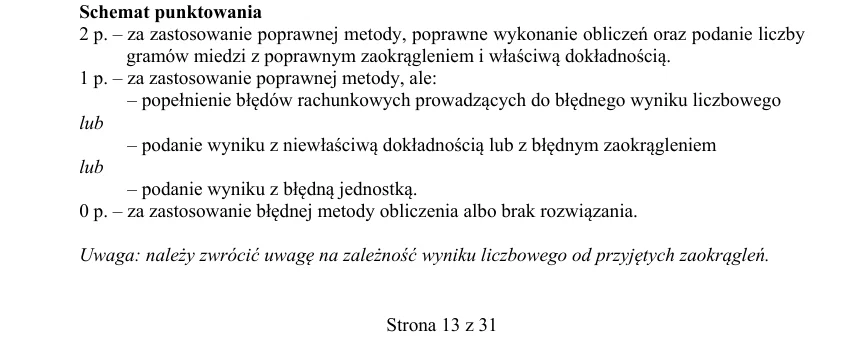 Schemat punktowania
2 p. – za zastosowanie poprawnej metody, poprawne wykonanie obliczeń oraz podanie liczby
gramów miedzi z poprawnym zaokrągleniem i właściwą dokładnością.
1 p. – za zastosowanie poprawnej metody, ale:
– popełnienie błędów rachunkowych prowadzących do błędnego wyniku liczbowego
lub
– podanie wyniku z niewłaściwą dokładnością lub z błędnym zaokrągleniem
lub
– podanie wyniku z błędną jednostką.
0 p. – za zastosowanie błędnej metody obliczenia albo brak rozwiązania.
Uwaga: należy zwrócić uwagę na zależność wyniku liczbowego od przyjętych zaokrągleń.
Strona 13 z 31